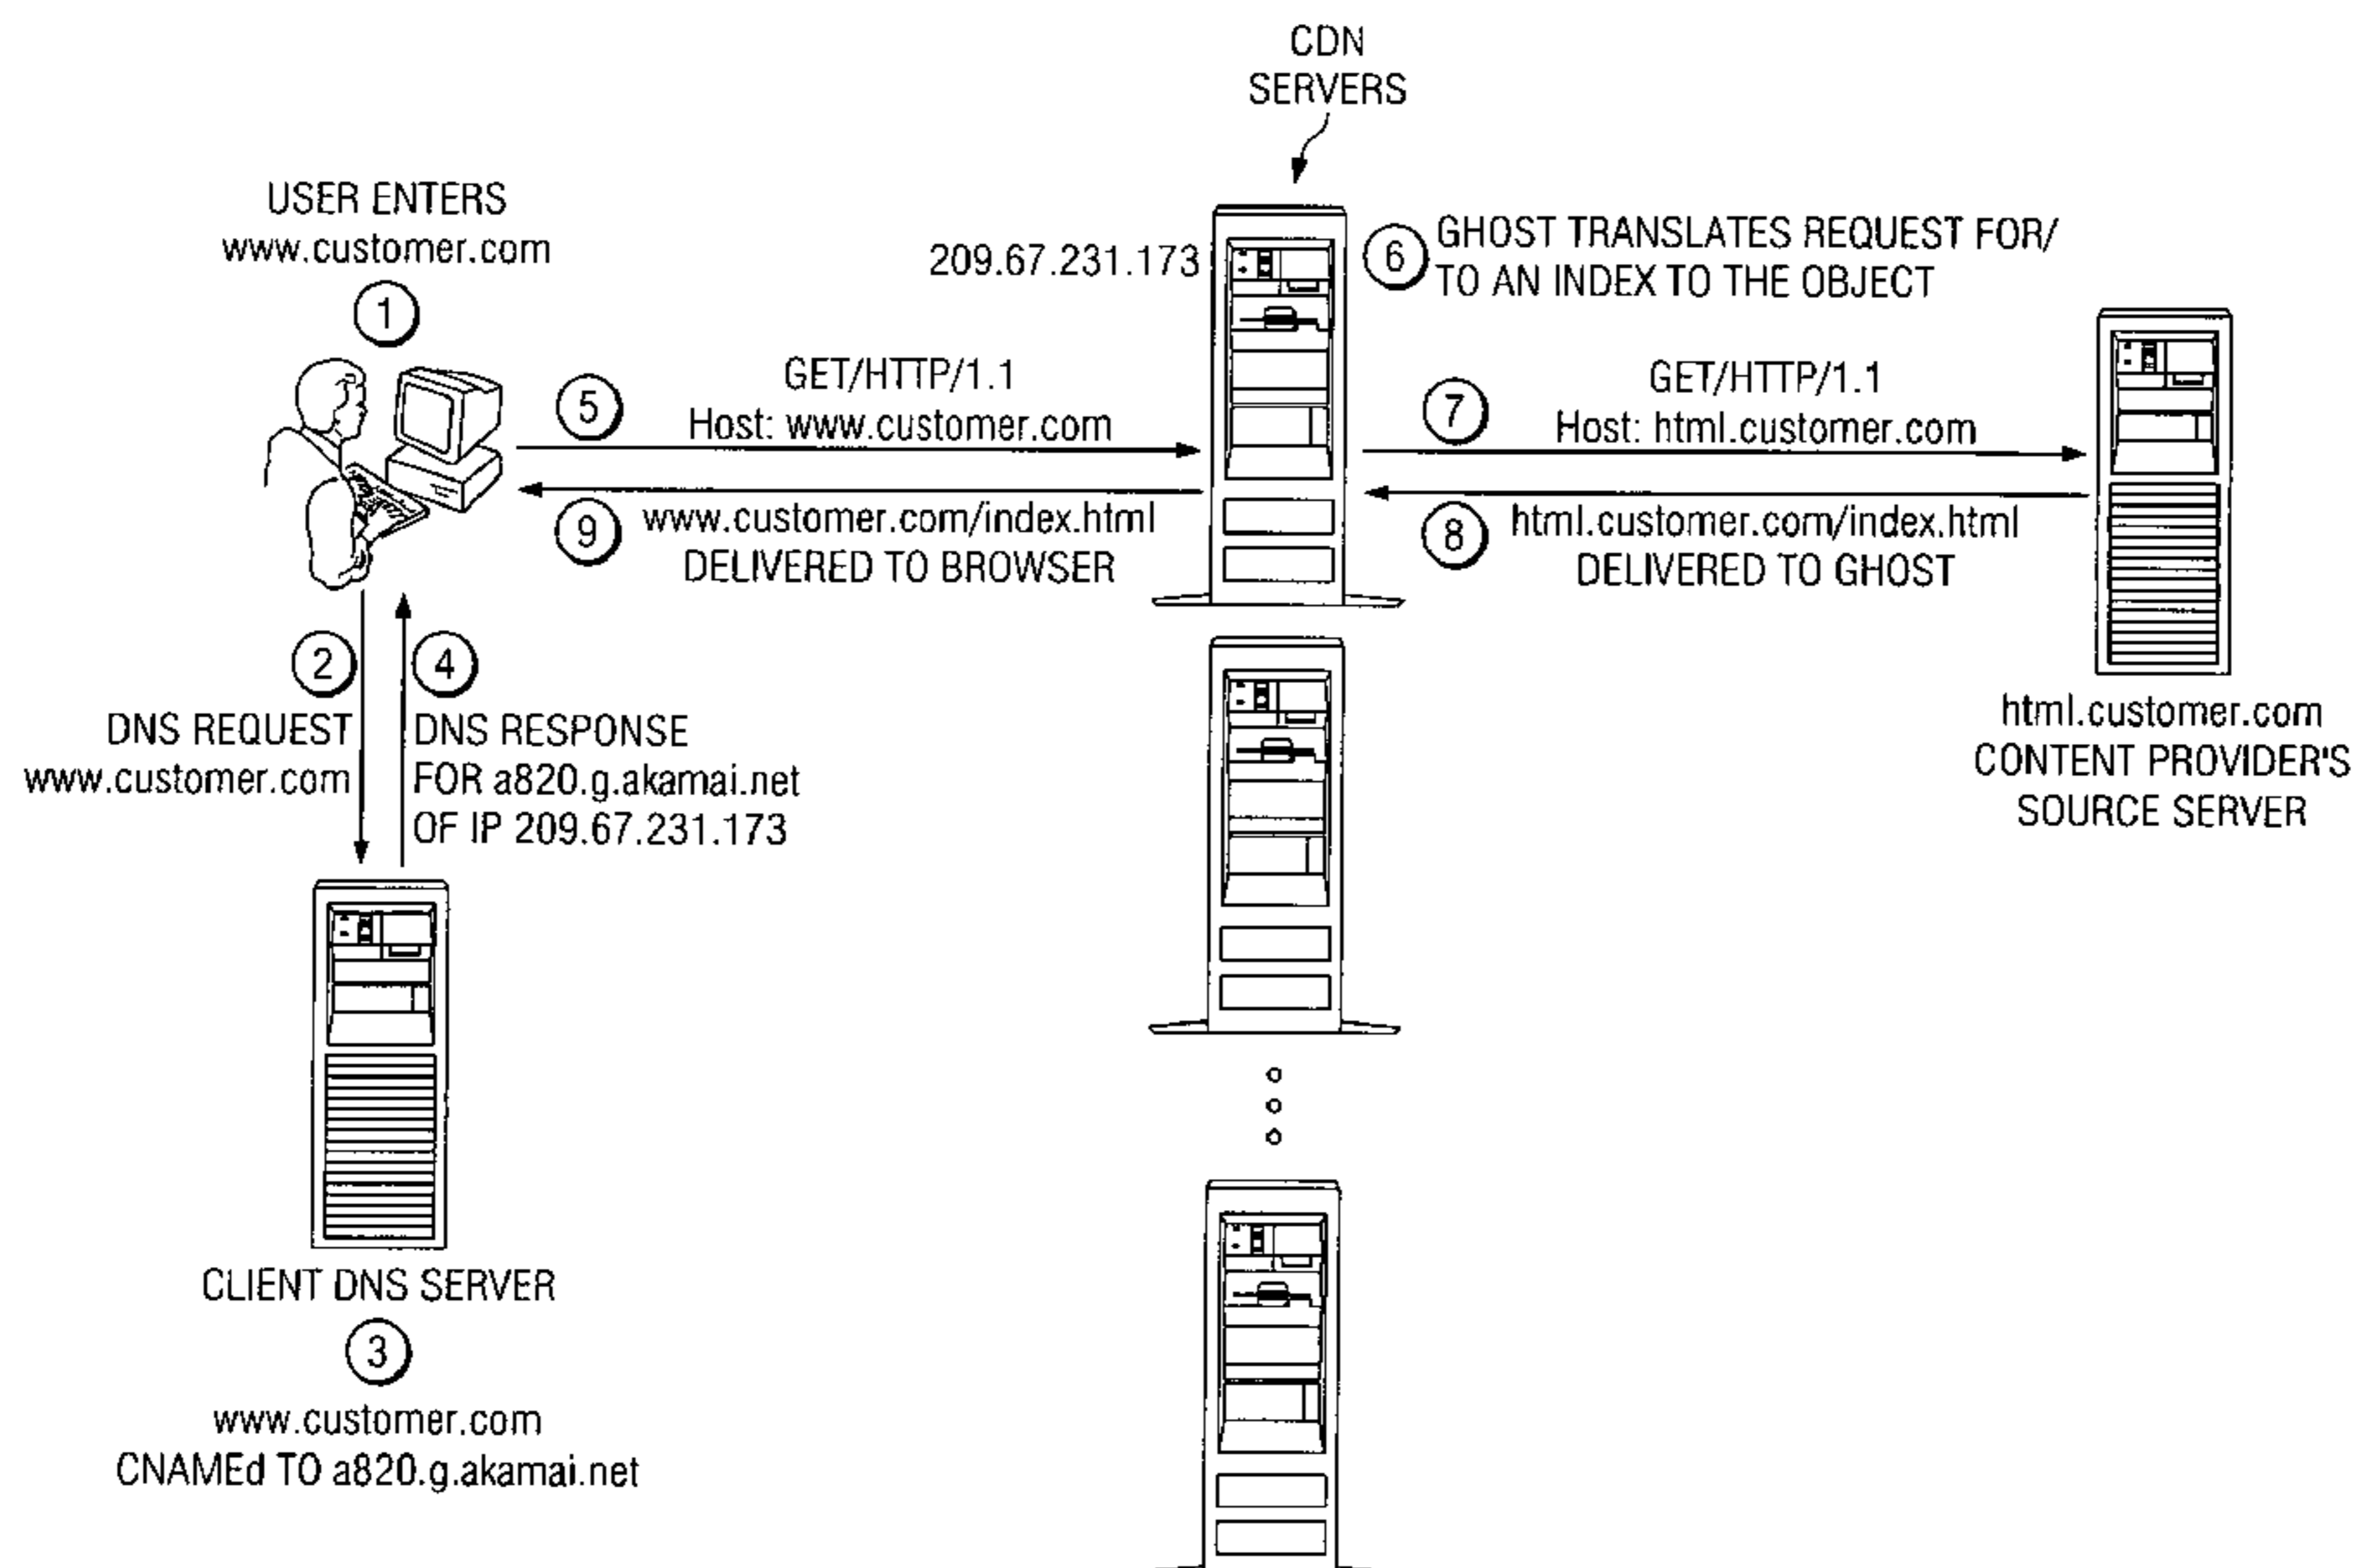 CDN
SERVERS
USER ENTERS
www.customer.com
1
209.67.231.173
6
GHOST TRANSLATES REQUEST FOR/
TO AN INDEX TO THE OBJECT
5
GET/HTTP/1.1
Host: www.customer.com
7
GET/HTTP/1.1
Host: html.customer.com
9
www.customer.com/index.html
DELIVERED TO BROWSER
8
html.customer.com/index.html
DELIVERED TO GHOST
2
DNS REQUEST
www.customer.com
4
DNS RESPONSE
FOR a820.g.akamai.net
OF IP 209.67.231.173
html.customer.com
CONTENT PROVIDER'S
SOURCE SERVER
CLIENT DNS SERVER
3
www.customer.com
CNAMEd TO a820.g.akamai.net